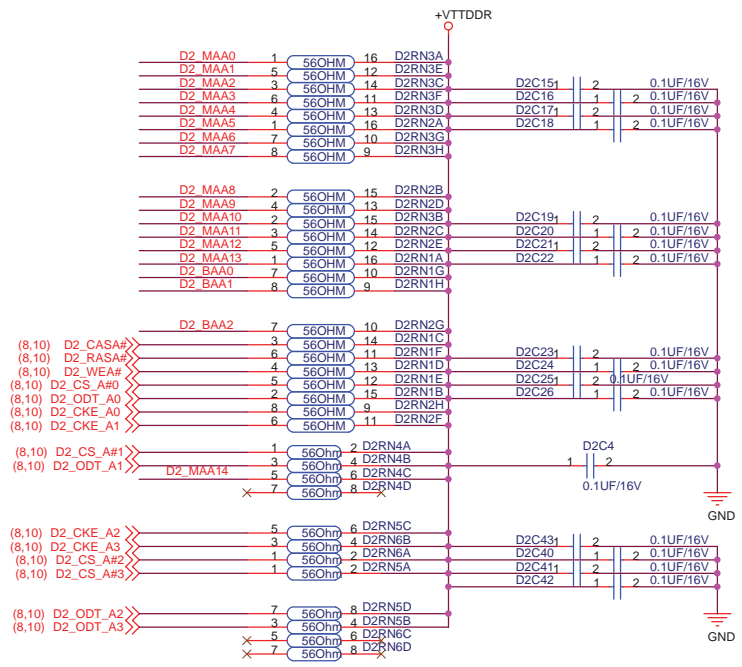 +VTTDDR
D2_MAA0 1 56OHM 16 D2RN3A
D2_MAA1 5 56OHM 12 D2RN3E
D2_MAA2 3 56OHM 14 D2RN3C D2C15 1 2 0.1UF/16V
D2_MAA3 6 56OHM 11 D2RN3F D2C16 1 2 0.1UF/16V
D2_MAA4 4 56OHM 13 D2RN3D D2C17 1 2 0.1UF/16V
D2_MAA5 1 56OHM 16 D2RN2A D2C18 1 2 0.1UF/16V
D2_MAA6 7 56OHM 10 D2RN3G
D2_MAA7 8 56OHM 9 D2RN3H
D2_MAA8 2 56OHM 15 D2RN2B
D2_MAA9 4 56OHM 13 D2RN2D
D2_MAA10 2 56OHM 15 D2RN3B D2C19 1 2 0.1UF/16V
D2_MAA11 3 56OHM 14 D2RN2C D2C20 1 2 0.1UF/16V
D2_MAA12 5 56OHM 12 D2RN2E D2C21 1 2 0.1UF/16V
D2_MAA13 1 56OHM 16 D2RN1A D2C22 1 2 0.1UF/16V
D2_BAA0 7 56OHM 10 D2RN1G
D2_BAA1 8 56OHM 9 D2RN1H
D2_BAA2 7 56OHM 10 D2RN2G
(8,10) D2_CASA# 3 56OHM 14 D2RN1C
(8,10) D2_RASA# 6 56OHM 11 D2RN1F D2C23 1 2 0.1UF/16V
(8,10) D2_WEA# 4 56OHM 13 D2RN1D D2C24 1 2 0.1UF/16V
(8,10) D2_CS_A#0 5 56OHM 12 D2RN1E D2C25 1 2 0.1UF/16V
(8,10) D2_ODT_A0 2 56OHM 15 D2RN1B D2C26 1 2 0.1UF/16V
(8,10) D2_CKE_A0 8 56OHM 9 D2RN2H
(8,10) D2_CKE_A1 6 56OHM 11 D2RN2F
(8,10) D2_CS_A#1 1 56Ohm 2 D2RN4A D2C4
(8,10) D2_ODT_A1 3 56Ohm 4 D2RN4B 1 2
D2_MAA14 5 56Ohm 6 D2RN4C 0.1UF/16V
7 56Ohm 8 D2RN4D
GND
(8,10) D2_CKE_A2 5 56Ohm 6 D2RN5C
(8,10) D2_CKE_A3 3 56Ohm 4 D2RN6B D2C43 1 2 0.1UF/16V
(8,10) D2_CS_A#2 1 56Ohm 2 D2RN6A D2C40 1 2 0.1UF/16V
(8,10) D2_CS_A#3 1 56Ohm 2 D2RN5A D2C41 1 2 0.1UF/16V
D2C42 1 2 0.1UF/16V
(8,10) D2_ODT_A2 7 56Ohm 8 D2RN5D
(8,10) D2_ODT_A3 3 56Ohm 4 D2RN5B
5 56Ohm 6 D2RN6C
7 56Ohm 8 D2RN6D
GND